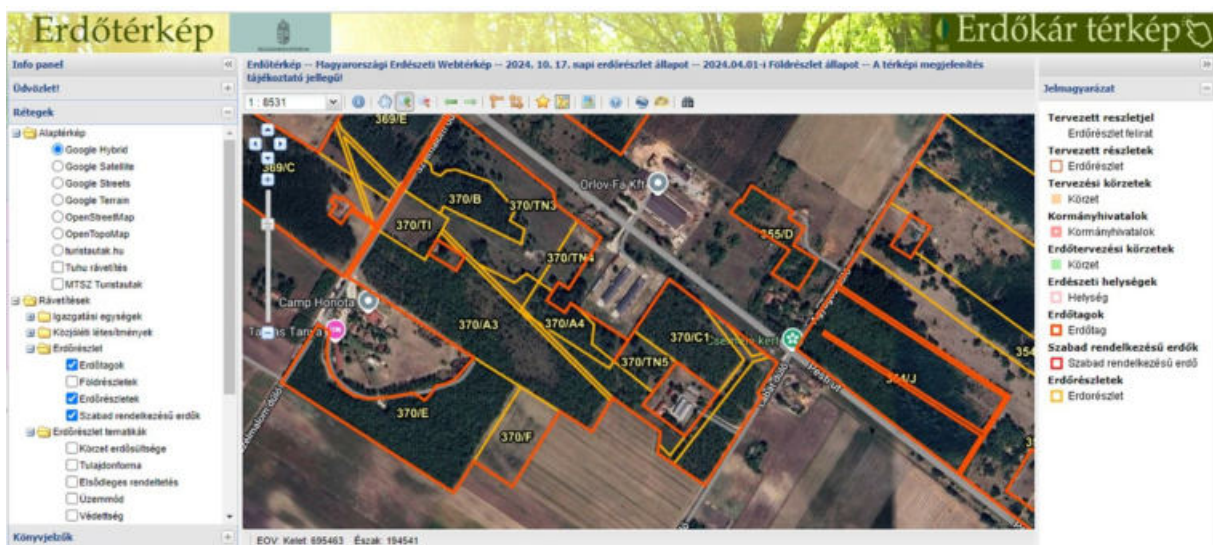 Erdőtérkép
Erdőkár térkép
Info panel
Üdvözlet!
Rétegek
Alaptérkép
Google Hybrid
Google Satellite
Google Streets
Google Terrain
OpenStreetMap
OpenTopoMap
turistautak.hu
Tuhu rávetítés
MTSZ Turistautak
Rávetítések
Igazgatási egységek
Közjóléti létesítmények
Erdőrészlet
Erdőtagok
Földrészletek
Erdőrészletek
Szabad rendelkezésű erdők
Erdőrészlet tematikák
Körzet erdősültsége
Tulajdonforma
Elsődleges rendeltetés
Üzemmód
Védettség
Könyvjelzők
Erdőtérkép -- Magyarországi Erdészeti Webtérkép -- 2024. 10. 17. napi erdőrészlet állapot -- 2024.04.01-i Földrészlet állapot -- A térképi megjelenítés
tájékoztató jellegű!
1 : 8531
369/E
369/C
370/B
370/TN3
370/TI
Orlov-Fa Kft
355/D
370/TN4
Camp Honota
370/A3
370/A4
370/C1
370/TN5
Pesti út
370/E
370/F
354
EOV: Kelet: 695463 Észak: 194541
Jelmagyarázat
Tervezett reszletjel
Erdőrészlet felirat
Tervezett részletek
Erdőrészlet
Tervezési körzetek
Körzet
Kormányhivatalok
Kormányhivatalok
Erdőtervezési körzetek
Körzet
Erdészeti helységek
Helység
Erdőtagok
Erdőtag
Szabad rendelkezésű erdők
Szabad rendelkezésű erdő
Erdőrészletek
Erdorészlet